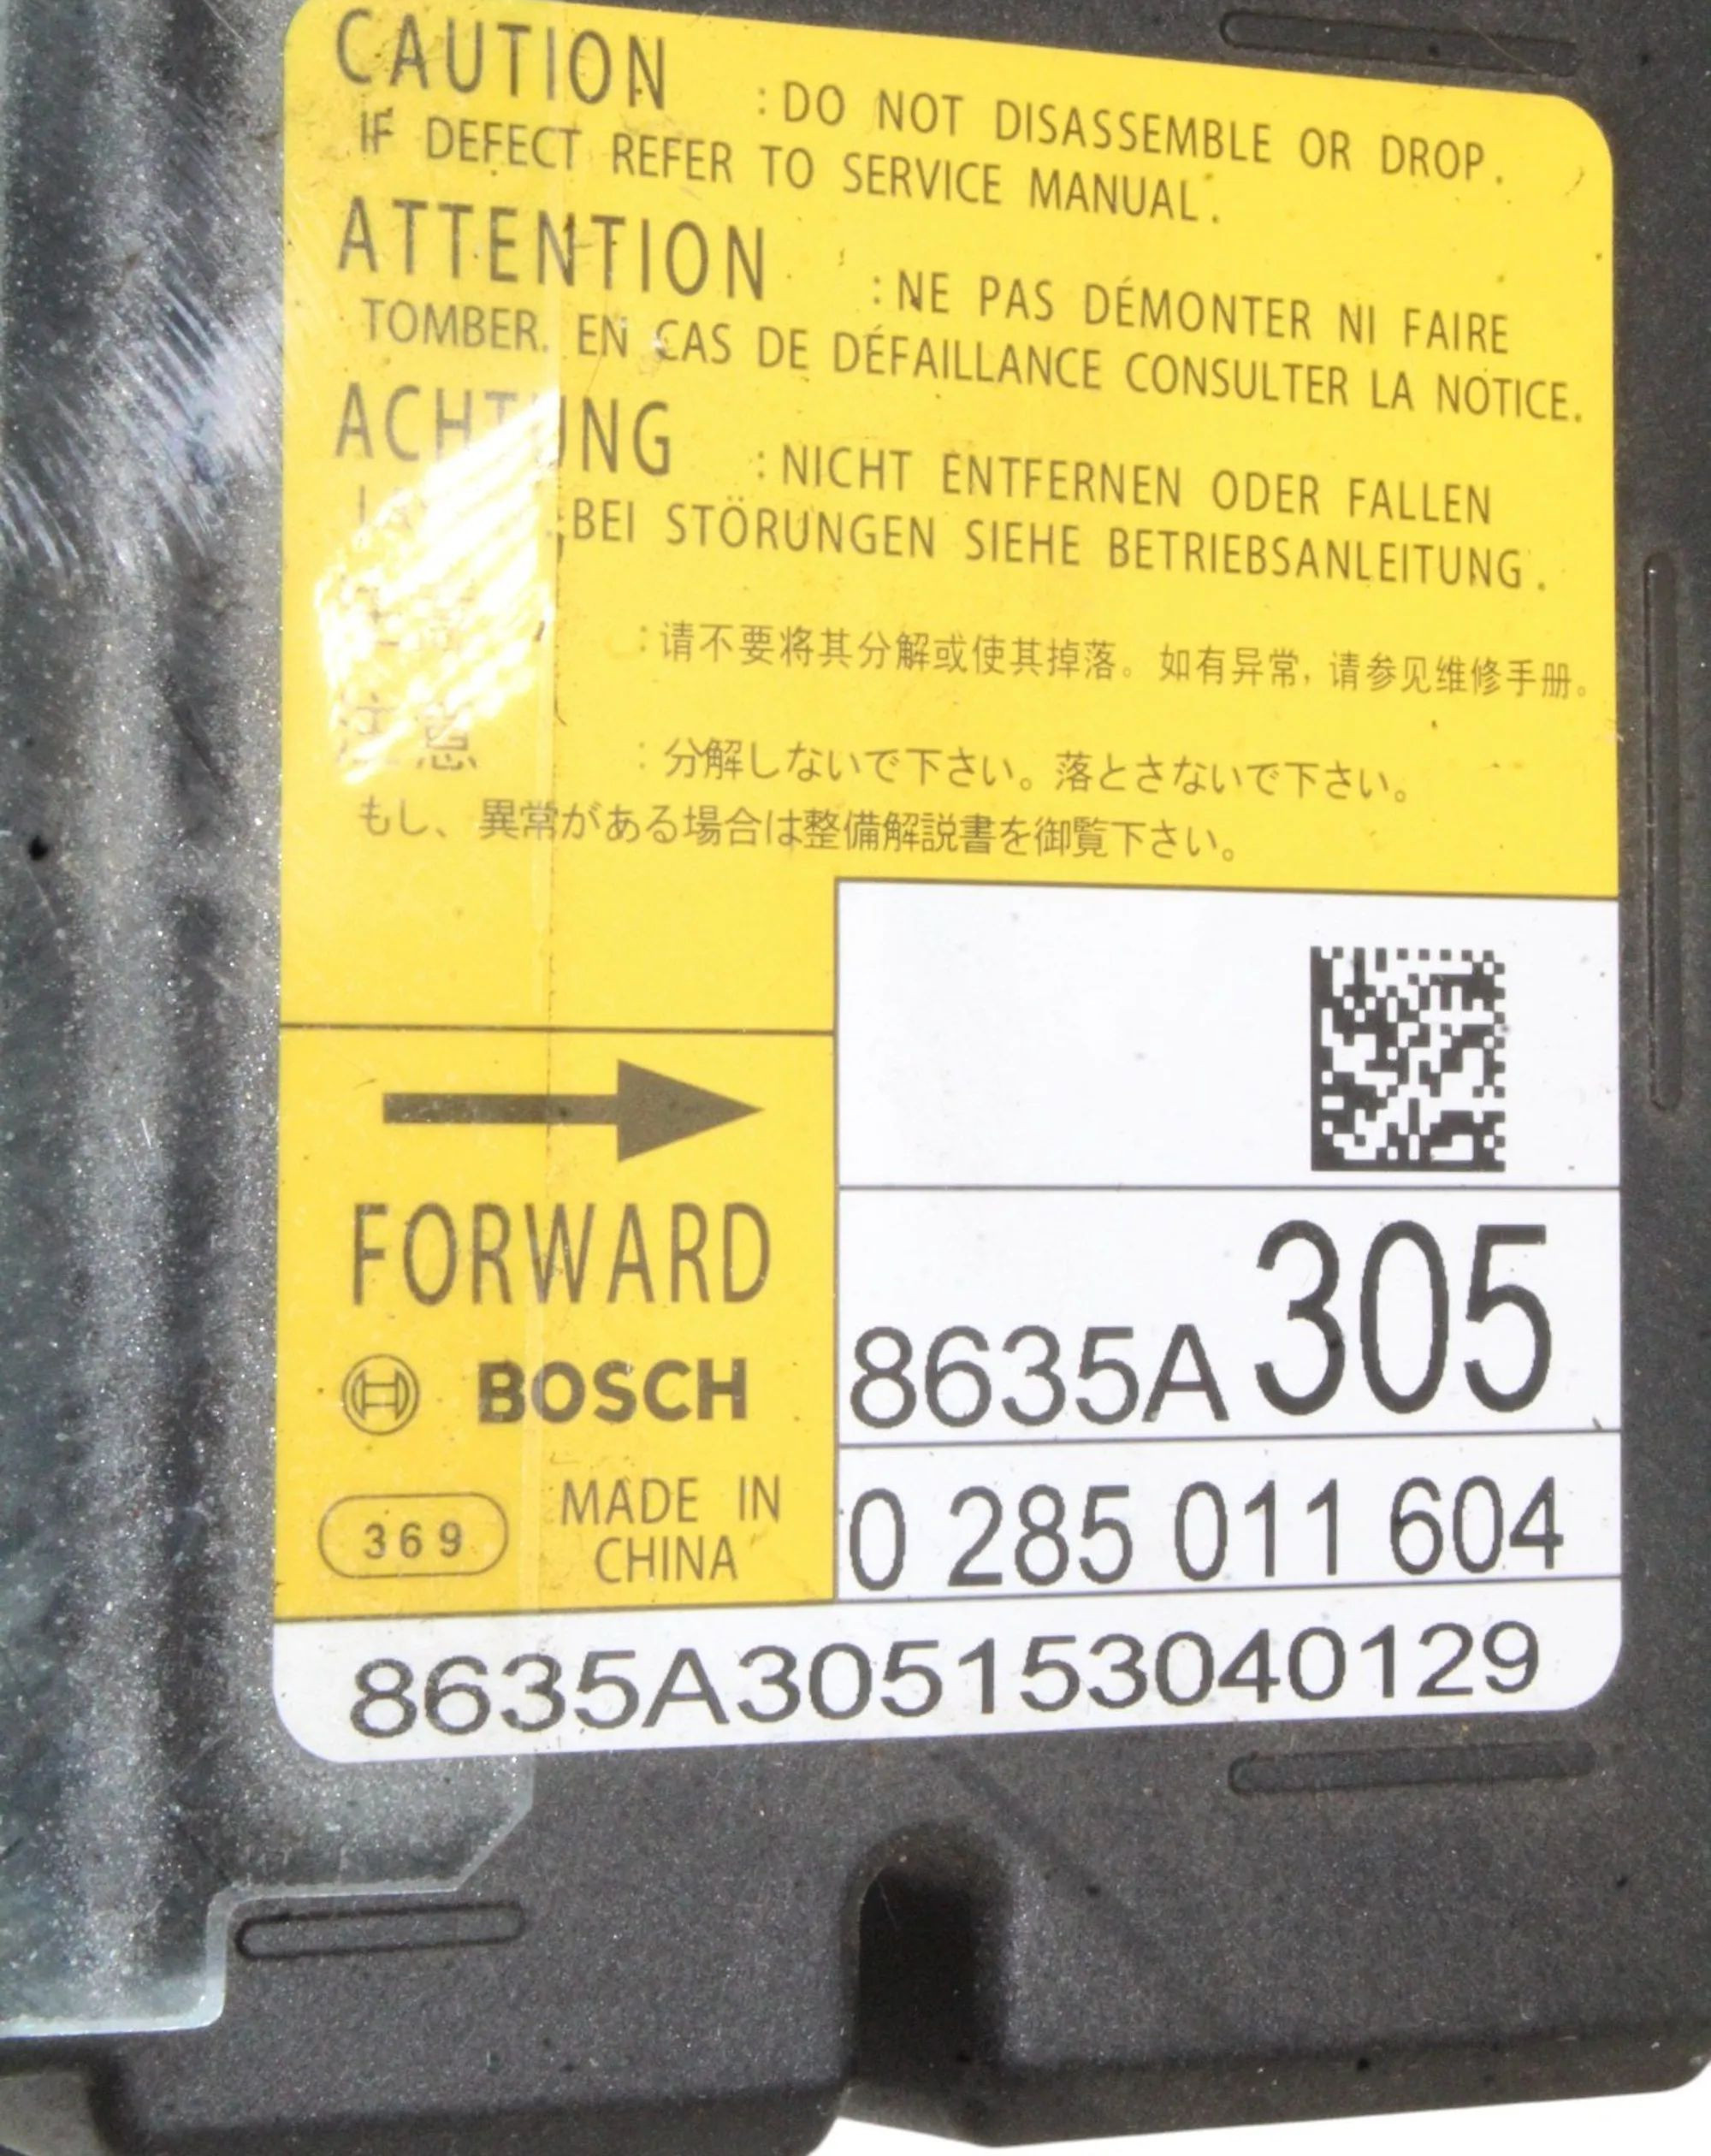 CAUTION :DO NOT DISASSEMBLE OR DROP.
IF DEFECT REFER TO SERVICE MANUAL.
ATTENTION :NE PAS DÉMONTER NI FAIRE
TOMBER. EN CAS DE DÉFAILLANCE CONSULTER LA NOTICE.
ACHTUNG :NICHT ENTFERNEN ODER FALLEN
BEI STÖRUNGEN SIEHE BETRIEBSANLEITUNG.
:请不要将其分解或使其掉落。如有异常,请参见维修手册。
注意 :分解しないで下さい。落とさないで下さい。
もし、異常がある場合は整備解説書を御覧下さい。
FORWARD
BOSCH
369
MADE IN
CHINA
8635A305
0 285 011 604
8635A305153040129